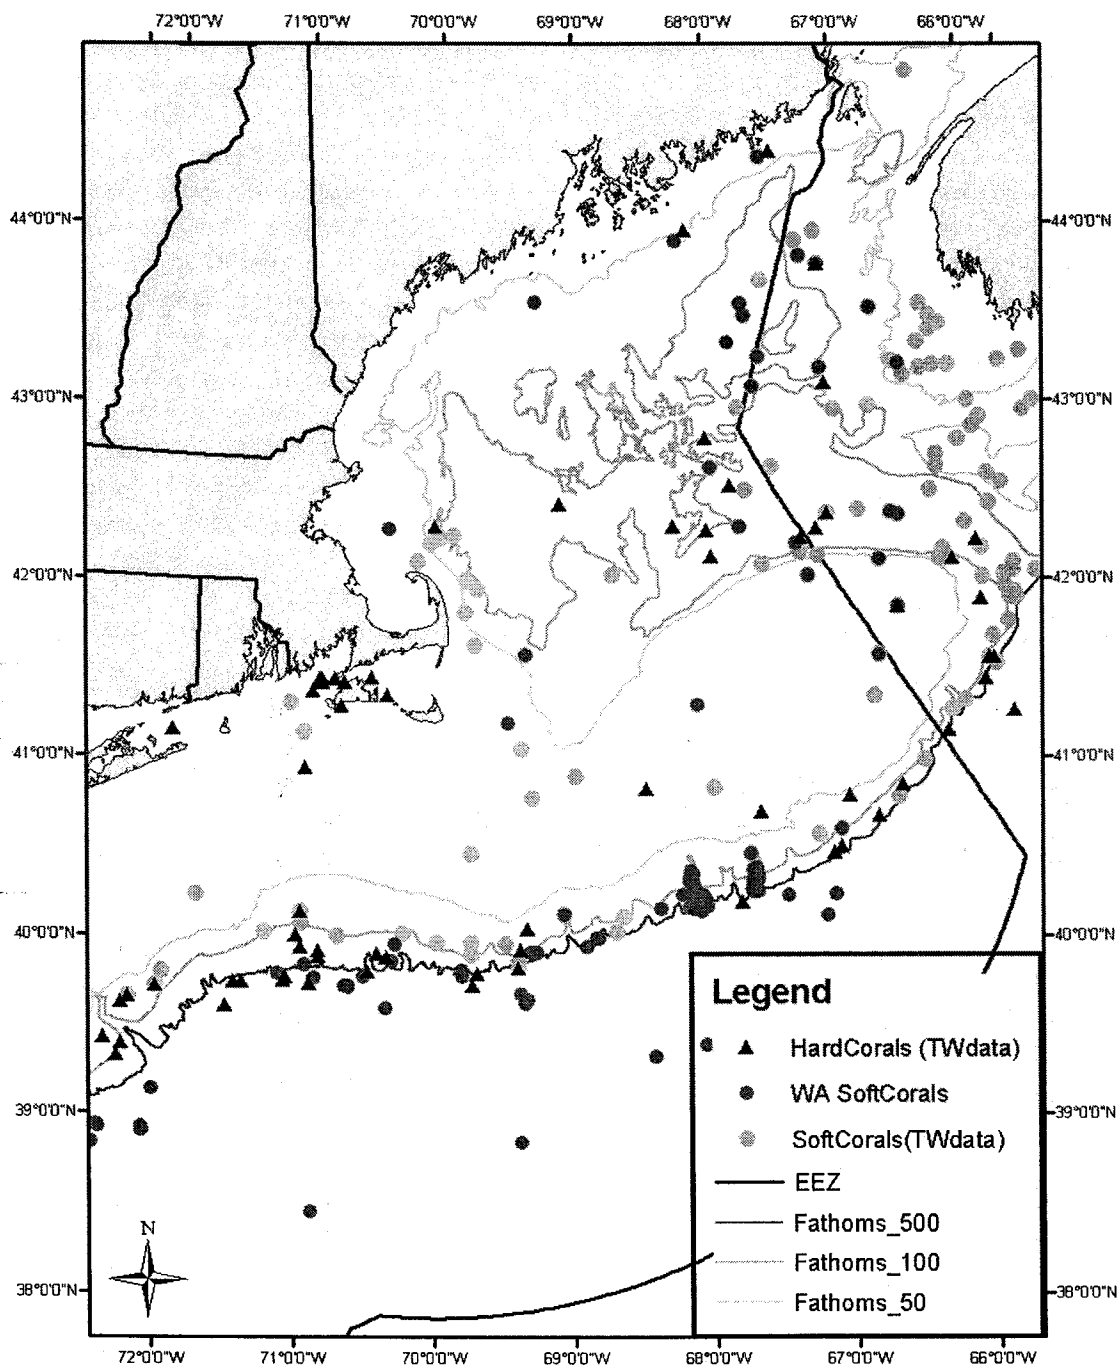 72°0'0"W 71°0'0"W 70°0'0"W 69°0'0"W 68°0'0"W 67°0'0"W 66°0'0"W
44°0'0"N 44°0'0"N
43°0'0"N 43°0'0"N
42°0'0"N 42°0'0"N
41°0'0"N 41°0'0"N
40°0'0"N 40°0'0"N
Legend
HardCorals (TWdata)
WA SoftCorals
39°0'0"N 39°0'0"N
SoftCorals(TWdata)
EEZ
Fathoms_500
N
Fathoms_100
38°0'0"N 38°0'0"N
Fathoms_50
72°0'0"W 71°0'0"W 70°0'0"W 69°0'0"W 68°0'0"W 67°0'0"W 66°0'0"W